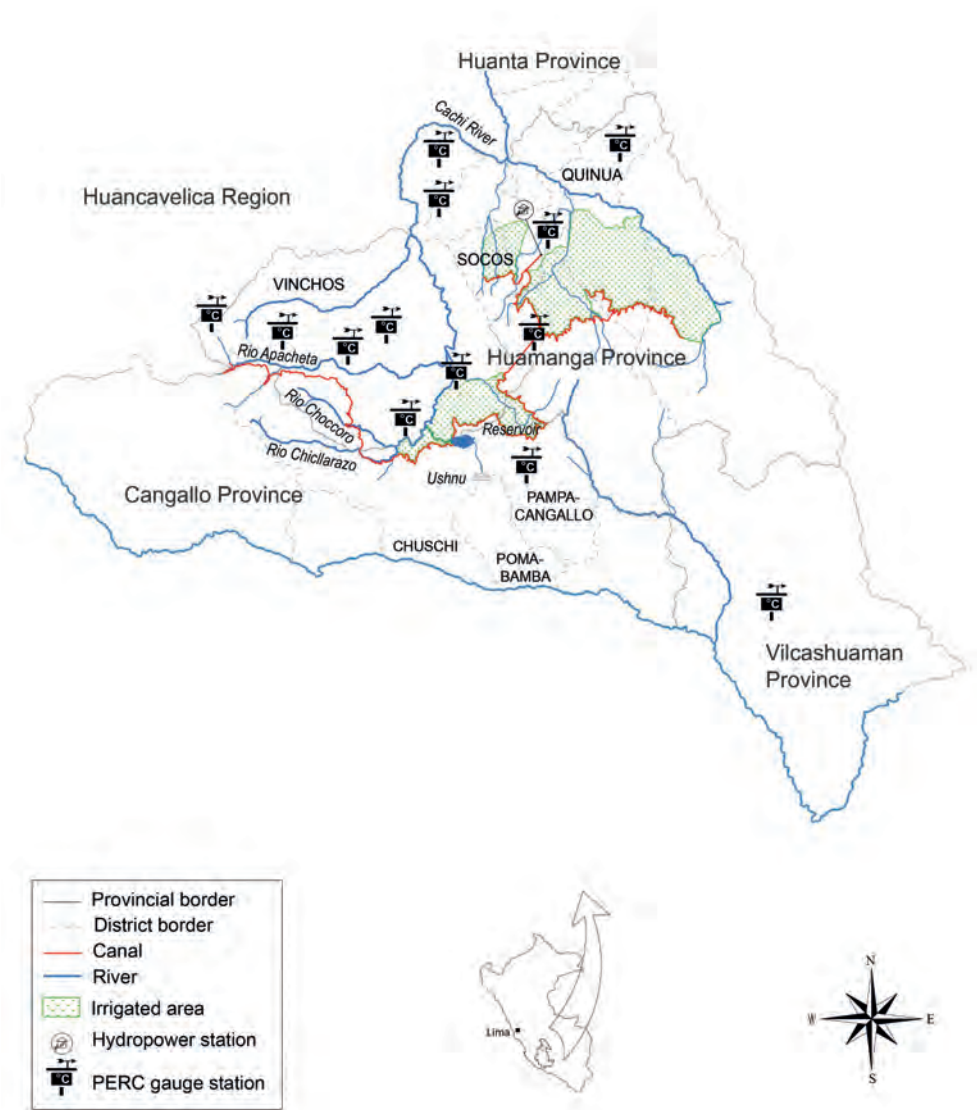 Huanta Province
Cachi River
°C
°C
QUINUA
Huancavelica Region
°C
°C
SOCOS
VINCHOS
°C
°C
°C
°C
°C
Rio Apacheta
Huamanga Province
°C
Rio Choccoro
°C
Reservoir
Rio Chicllarazo
°C
Ushnu
Cangallo Province
PAMPA-
CANGALLO
CHUSCHI
POMA-
BAMBA
°C
Vilcashuaman
Province
Provincial border
District border
Canal
River
Irrigated area
Hydropower station
°C
PERC gauge station
Lima
N
W
E
S